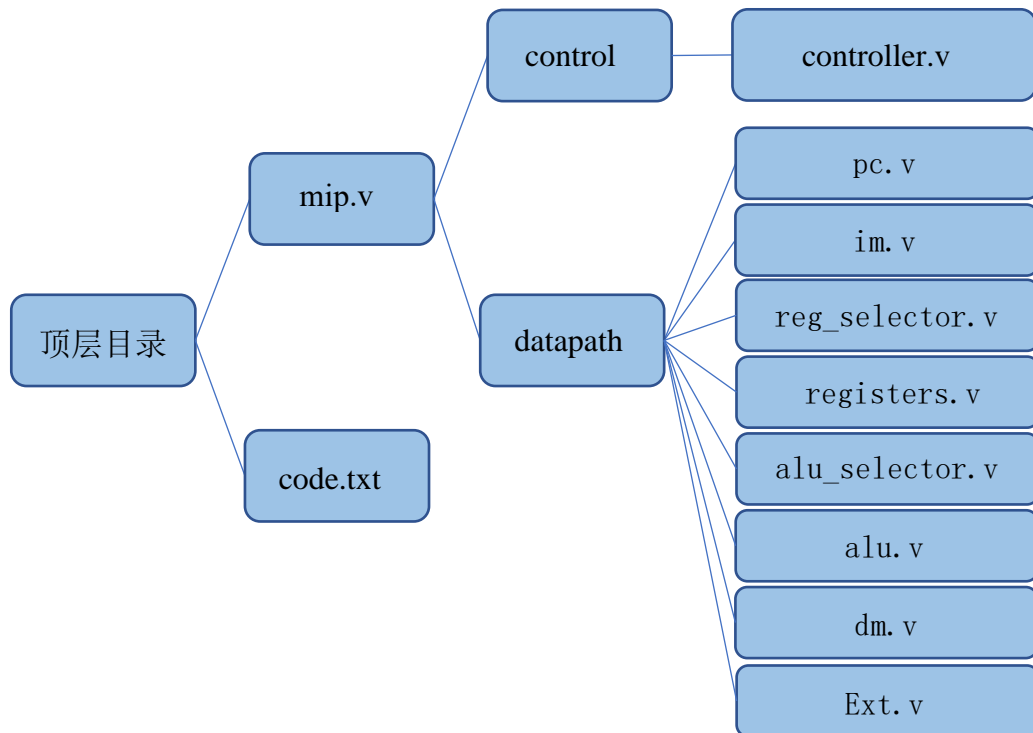 control
controller.v
mip.v
pc.v
im.v
顶层目录
datapath
reg_selector.v
registers.v
code.txt
alu_selector.v
alu.v
dm.v
Ext.v